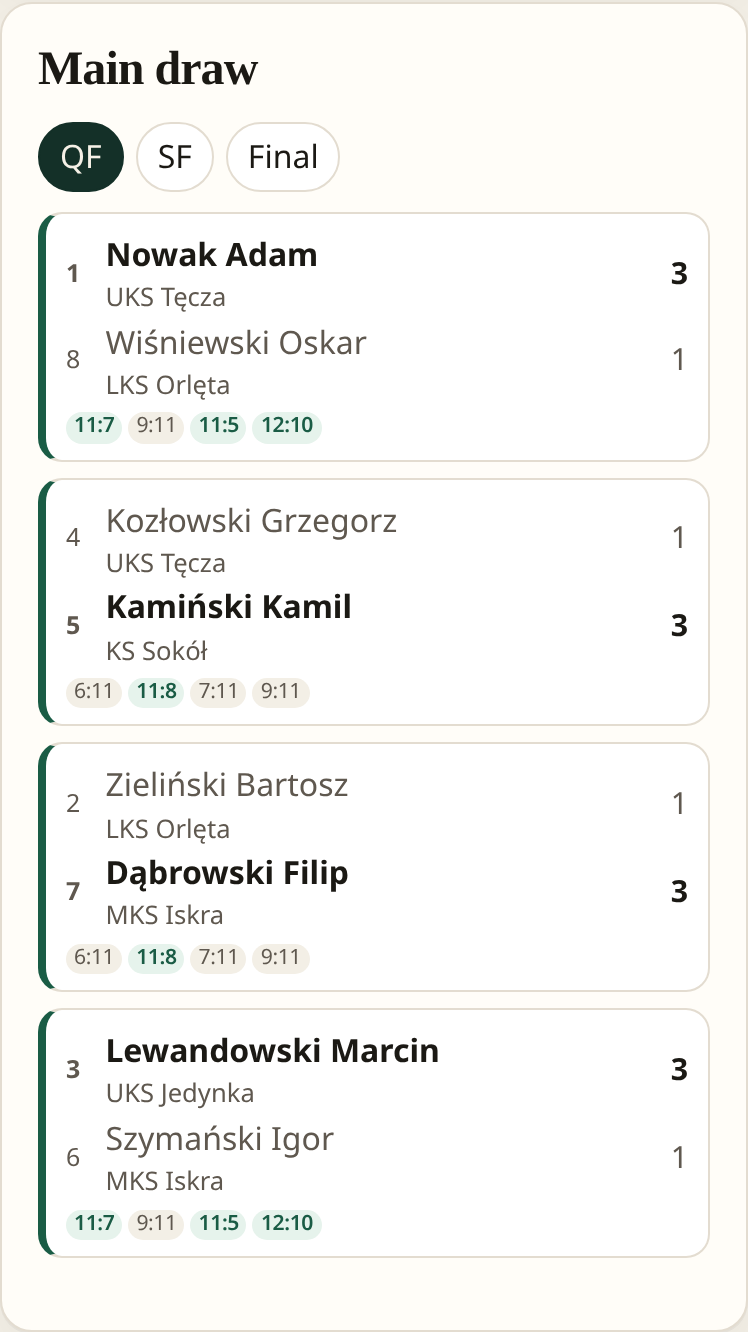 Main draw
QF SF Final
1 Nowak Adam 3
UKS Tęcza
8 Wiśniewski Oskar 1
LKS Orlęta
11:7 9:11 11:5 12:10
4 Kozłowski Grzegorz 1
UKS Tęcza
5 Kamiński Kamil 3
KS Sokół
6:11 11:8 7:11 9:11
2 Zieliński Bartosz 1
LKS Orlęta
7 Dąbrowski Filip 3
MKS Iskra
6:11 11:8 7:11 9:11
3 Lewandowski Marcin 3
UKS Jedynka
6 Szymański Igor 1
MKS Iskra
11:7 9:11 11:5 12:10